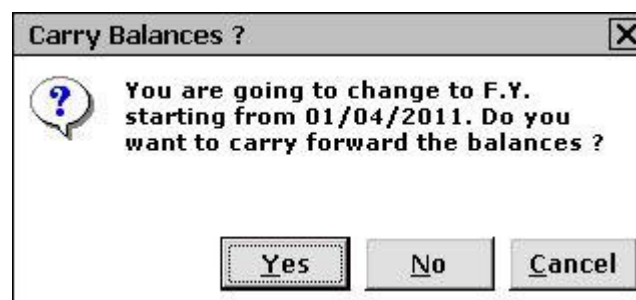 Carry Balances ?
You are going to change to F.Y.
starting from 01/04/2011. Do you
want to carry forward the balances ?
Yes No Cancel